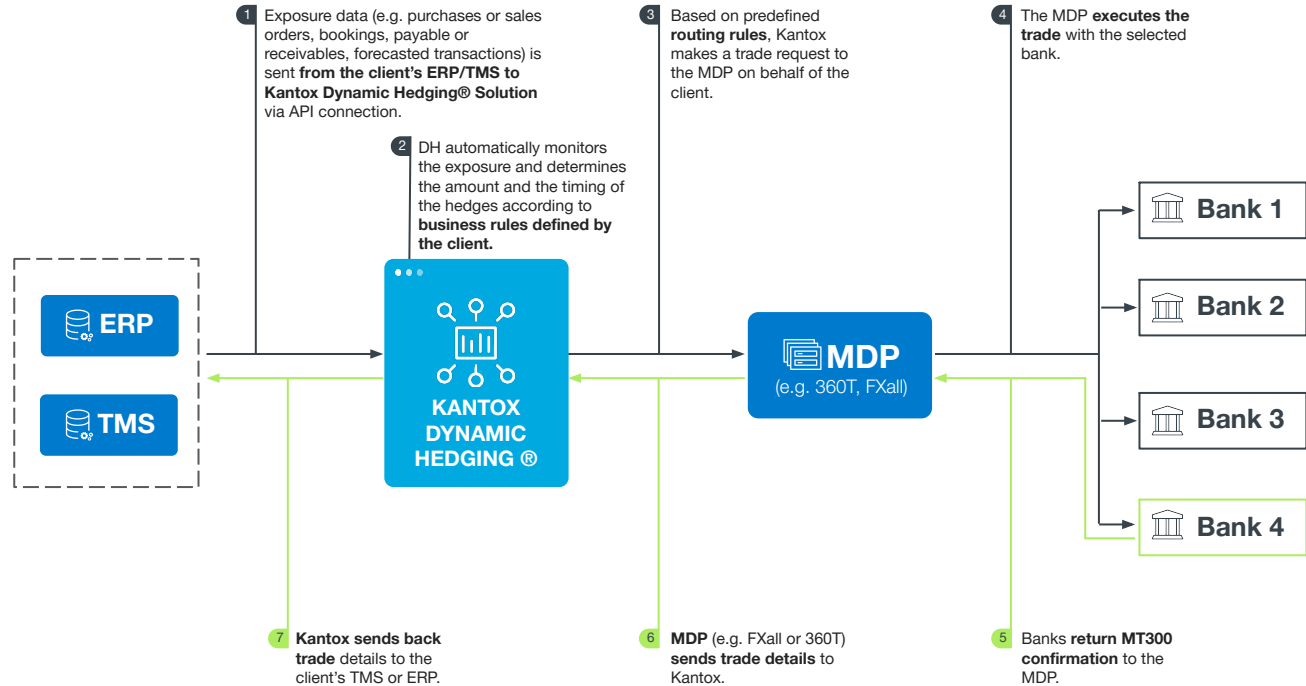 1 Exposure data (e.g. purchases or sales
orders, bookings, payable or
receivables, forecasted transactions) is
sent from the client's ERP/TMS to
Kantox Dynamic Hedging® Solution
via API connection.
2 DH automatically monitors
the exposure and determines
the amount and the timing of
the hedges according to
business rules defined by
the client.
3 Based on predefined
routing rules, Kantox
makes a trade request to
the MDP on behalf of the
client.
4 The MDP executes the
trade with the selected
bank.
ERP
TMS
KANTOX
DYNAMIC
HEDGING ®
MDP
(e.g. 360T, FXall)
Bank 1
Bank 2
Bank 3
Bank 4
7 Kantox sends back
trade details to the
client's TMS or ERP.
6 MDP (e.g. FXall or 360T)
sends trade details to
Kantox.
5 Banks return MT300
confirmation to the
MDP.